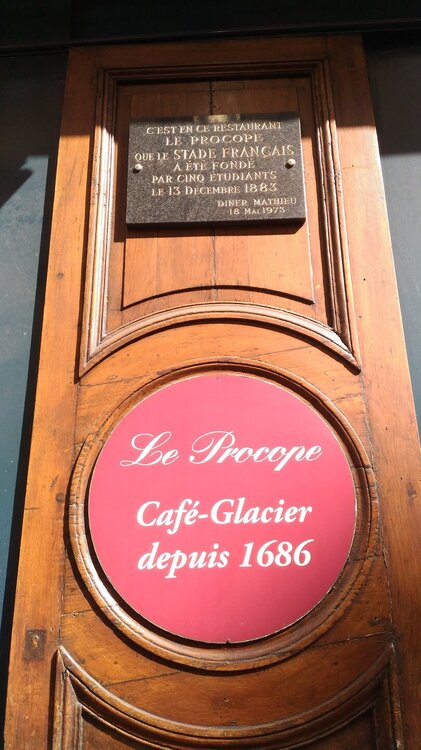 C'EST EN CE RESTAURANT
LE PROCOPE
QUE LE STADE FRANÇAIS
A ÉTÉ FONDÉ
PAR CINQ ÉTUDIANTS
LE 13 DÉCEMBRE 1883
DINER MATHIEU
18 MAI 1973
Le Procope
Café-Glacier
depuis 1686